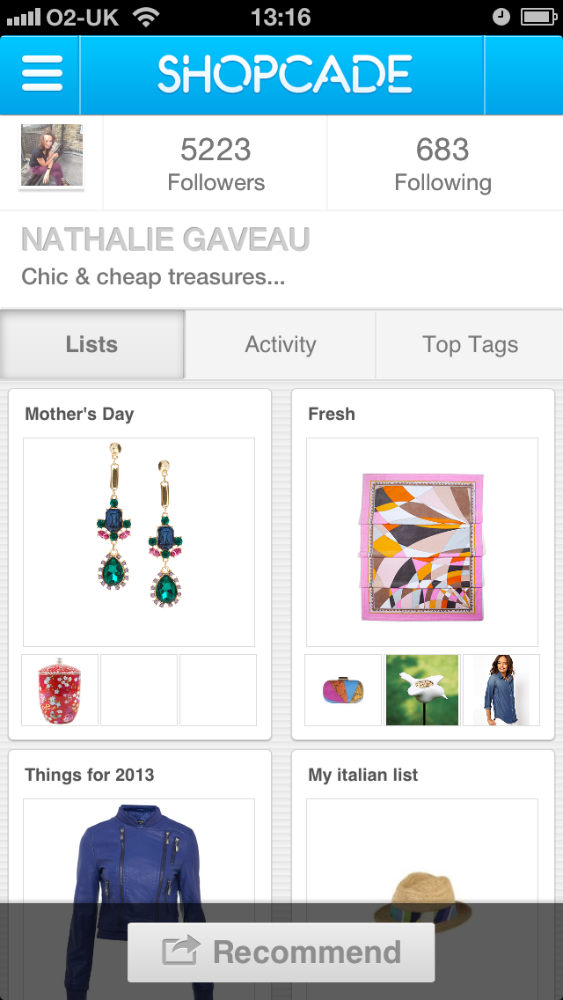 O2-UK 13:16
SHOPCADE
5223 683
Followers Following
NATHALIE GAVEAU
Chic & cheap treasures...
Lists Activity Top Tags
Mother's Day Fresh
Things for 2013 My italian list
Recommend